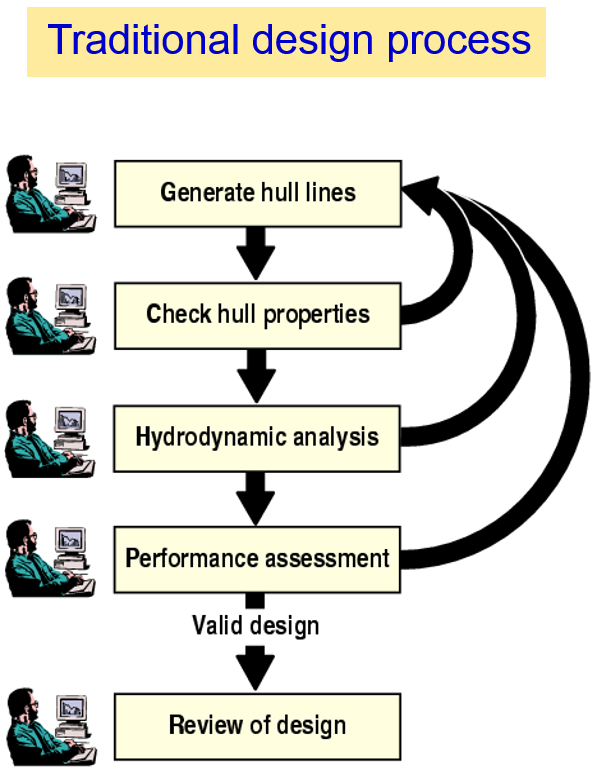 Traditional design process
Generate hull lines
Check hull properties
Hydrodynamic analysis
Performance assessment
Valid design
Review of design